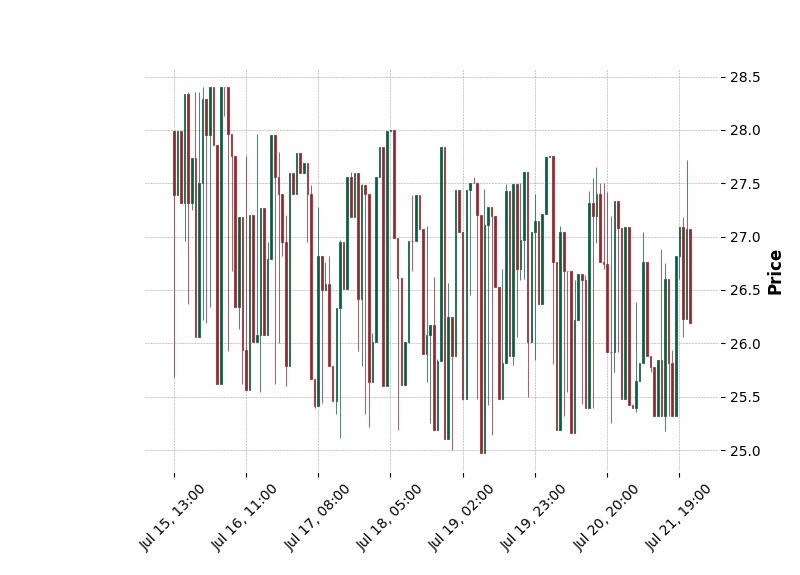 28.5
28.0
27.5
27.0
26.5
26.0
25.5
25.0
Price
Jul 15, 13:00
Jul 16, 11:00
Jul 17, 08:00
Jul 18, 05:00
Jul 19, 02:00
Jul 19, 23:00
Jul 20, 20:00
Jul 21, 19:00